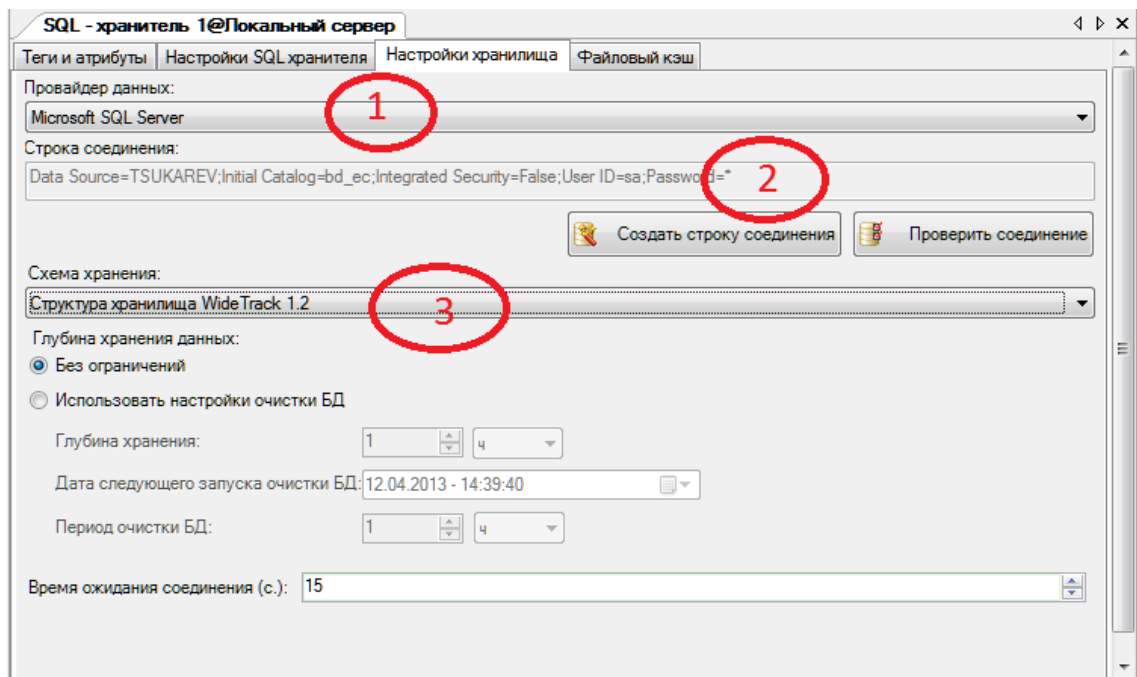 SQL - хранитель 1@Локальный сервер
Теги и атрибуты Настройки SQL хранителя Настройки хранилища Файловый кэш
Провайдер данных:
Microsoft SQL Server
1
Строка соединения:
Data Source=TSUKAREV;Initial Catalog=bd_ec;Integrated Security=False;User ID=sa;Password=*
2
Создать строку соединения Проверить соединение
Схема хранения:
Структура хранилища WideTrack 1.2
3
Глубина хранения данных:
Без ограничений
Использовать настройки очистки БД
Глубина хранения: 1 ч
Дата следующего запуска очистки БД: 12.04.2013 - 14:39:40
Период очистки БД: 1 ч
Время ожидания соединения (с.): 15